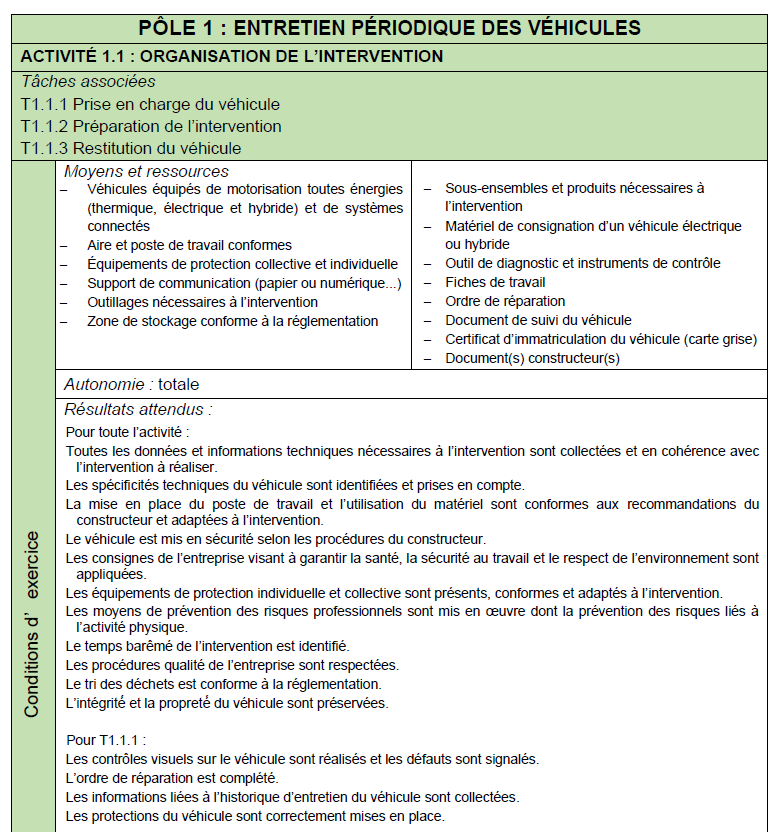 PÔLE 1 : ENTRETIEN PÉRIODIQUE DES VÉHICULES
ACTIVITÉ 1.1 : ORGANISATION DE L’INTERVENTION
Tâches associées
T1.1.1 Prise en charge du véhicule
T1.1.2 Préparation de l’intervention
T1.1.3 Restitution du véhicule
Conditions d’ exercice
Moyens et ressources
– Véhicules équipés de motorisation toutes énergies
(thermique, électrique et hybride) et de systèmes
connectés
– Aire et poste de travail conformes
– Équipements de protection collective et individuelle
– Support de communication (papier ou numérique...)
– Outillages nécessaires à l’intervention
– Zone de stockage conforme à la réglementation
– Sous-ensembles et produits nécessaires à
l’intervention
– Matériel de consignation d’un véhicule électrique
ou hybride
– Outil de diagnostic et instruments de contrôle
– Fiches de travail
– Ordre de réparation
– Document de suivi du véhicule
– Certificat d’immatriculation du véhicule (carte grise)
– Document(s) constructeur(s)
Autonomie : totale
Résultats attendus :
Pour toute l’activité :
Toutes les données et informations techniques nécessaires à l’intervention sont collectées et en cohérence avec
l’intervention à réaliser.
Les spécificités techniques du véhicule sont identifiées et prises en compte.
La mise en place du poste de travail et l’utilisation du matériel sont conformes aux recommandations du
constructeur et adaptées à l’intervention.
Le véhicule est mis en sécurité selon les procédures du constructeur.
Les consignes de l’entreprise visant à garantir la santé, la sécurité au travail et le respect de l’environnement sont
appliquées.
Les équipements de protection individuelle et collective sont présents, conformes et adaptés à l’intervention.
Les moyens de prévention des risques professionnels sont mis en œuvre dont la prévention des risques liés à
l’activité physique.
Le temps barêmé de l’intervention est identifié.
Les procédures qualité de l’entreprise sont respectées.
Le tri des déchets est conforme à la réglementation.
L’intégrité et la propreté du véhicule sont préservées.
Pour T1.1.1 :
Les contrôles visuels sur le véhicule sont réalisés et les défauts sont signalés.
L’ordre de réparation est complété.
Les informations liées à l’historique d’entretien du véhicule sont collectées.
Les protections du véhicule sont correctement mises en place.